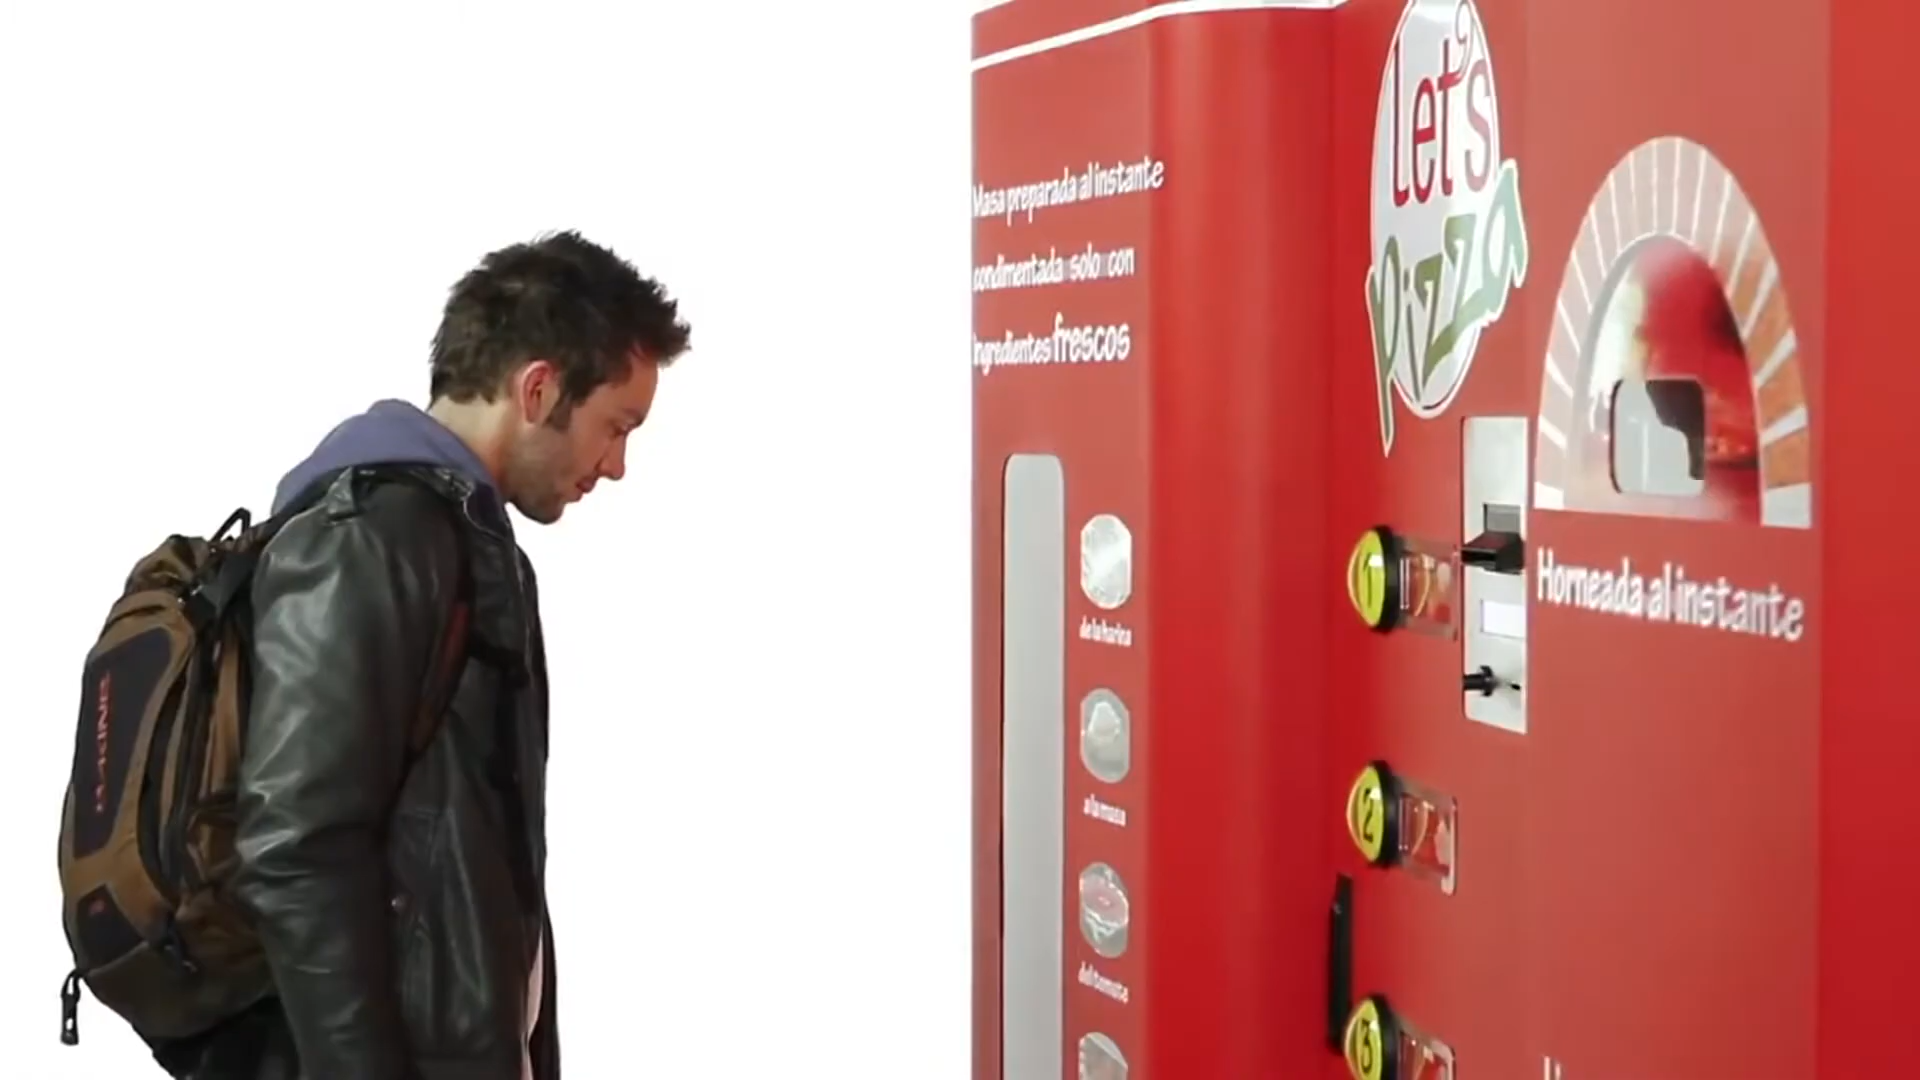 Let's
pizza
Masa preparada al instante
condimentada solo con
ingredientes frescos
de la harina
a la masa
del tomate
1
2
3
Horneada al instante
DAKINE